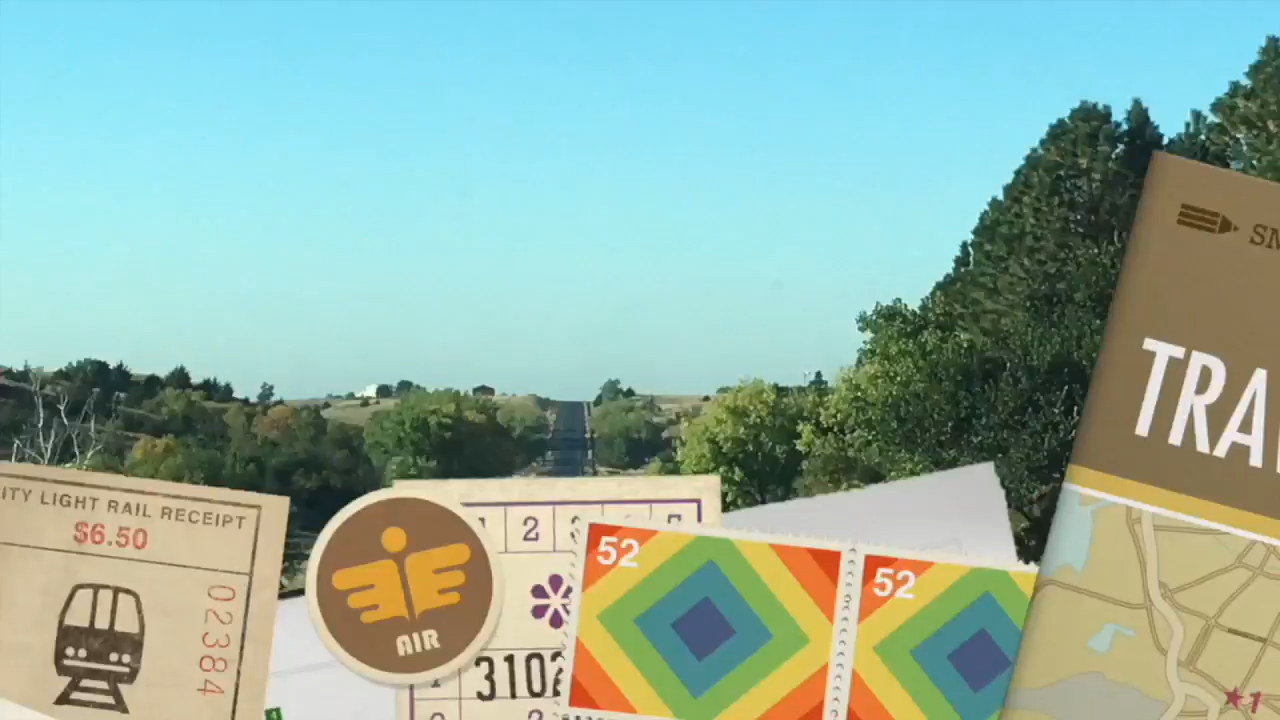 ITY LIGHT RAIL RECEIPT
$6.50
02384
AIR
2
3102
52
52
TRA
1